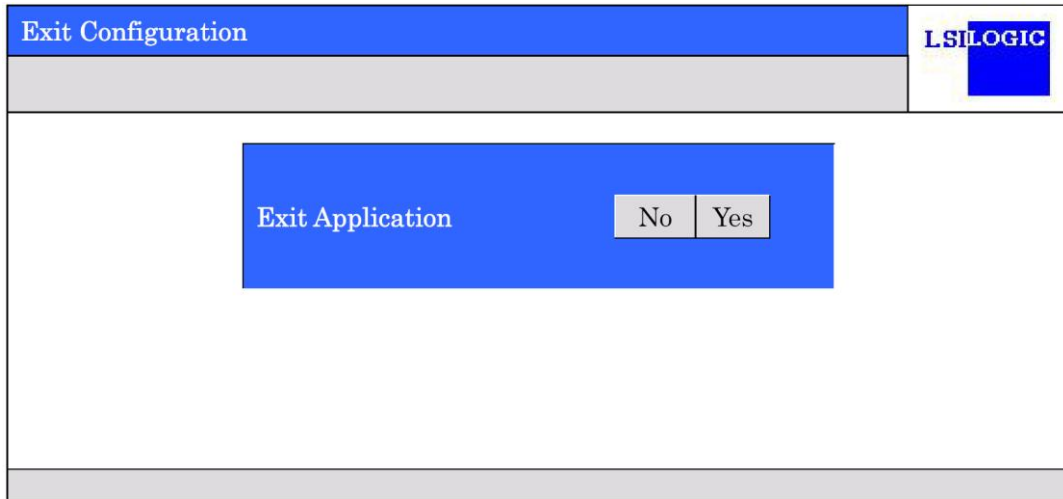 Exit Configuration
LSILOGIC
Exit Application
No
Yes